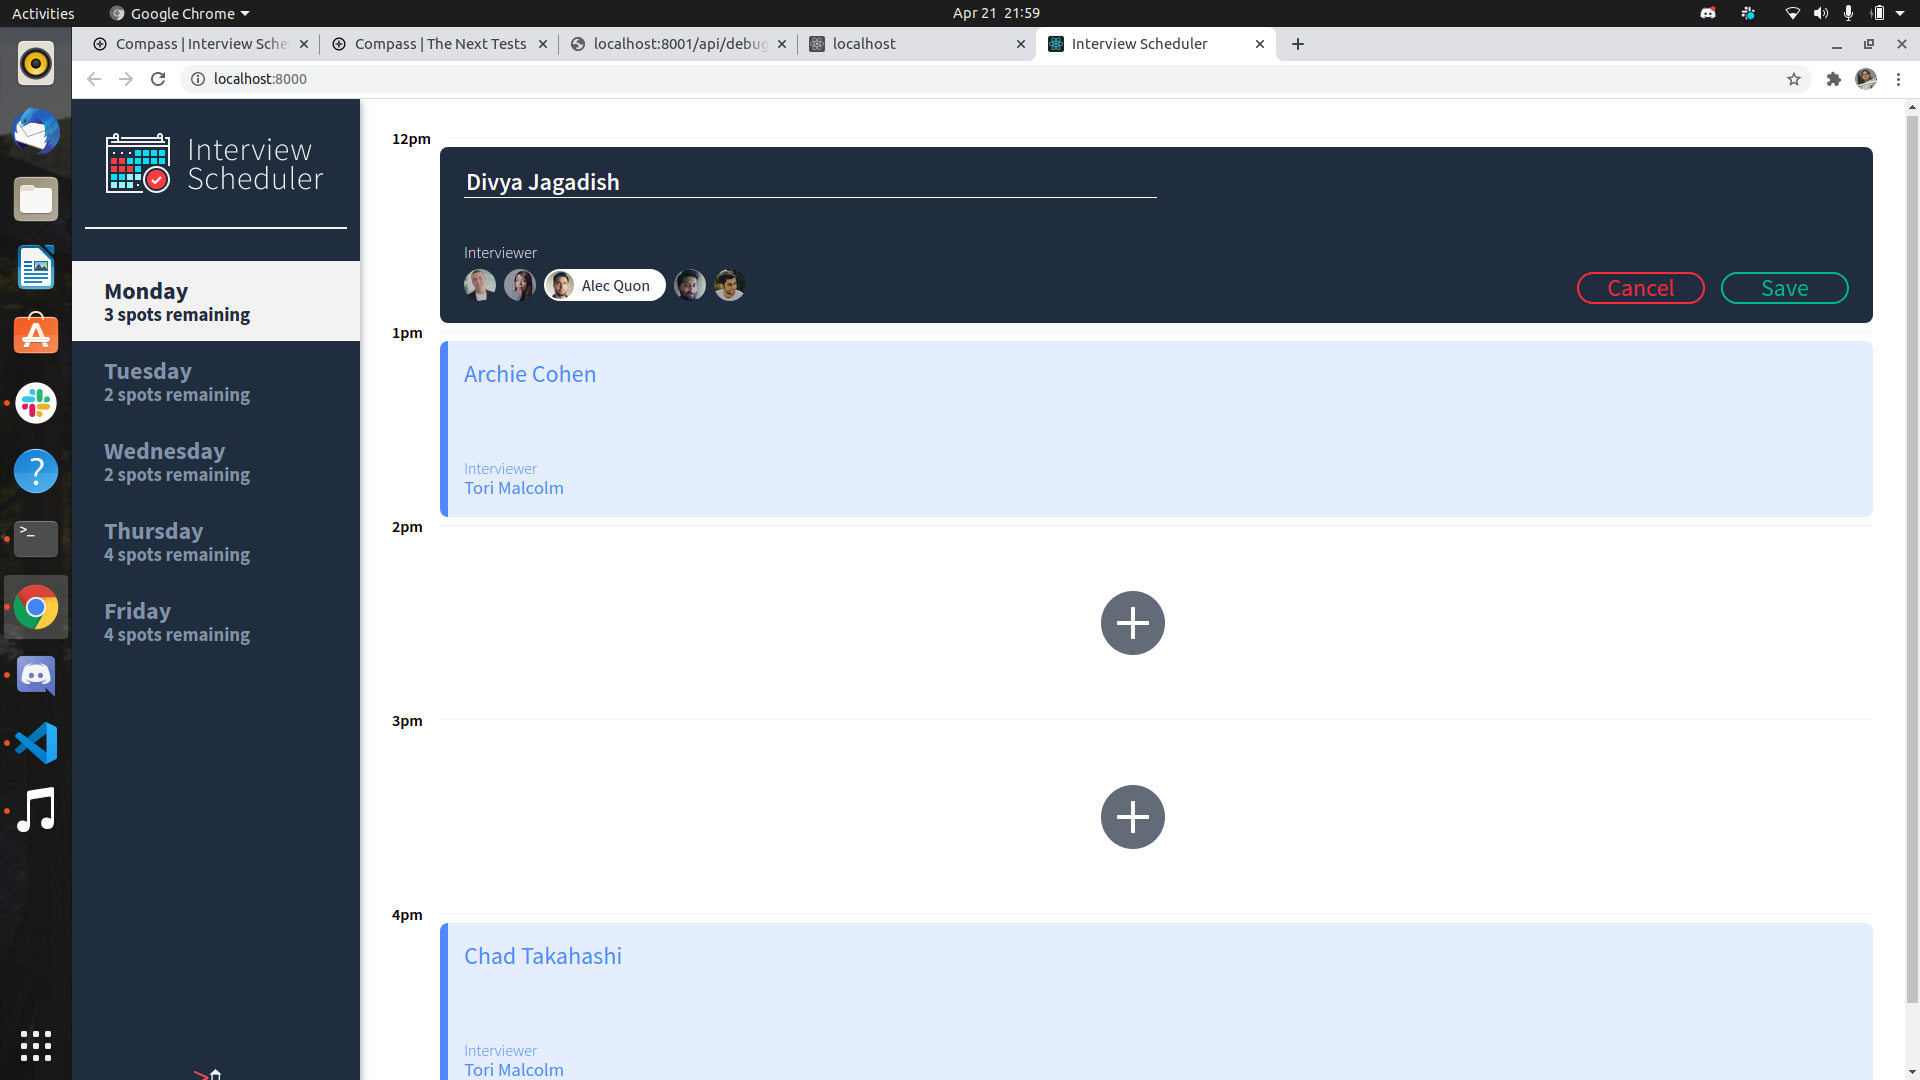 Activities
Google Chrome
Apr 21 21:59
Compass | Interview Sche
Compass | The Next Tests
localhost:8001/api/debug
localhost
Interview Scheduler
localhost:8000
Interview
Scheduler
Monday
3 spots remaining
Tuesday
2 spots remaining
Wednesday
2 spots remaining
Thursday
4 spots remaining
Friday
4 spots remaining
12pm
Divya Jagadish
Interviewer
Alec Quon
Cancel
Save
1pm
Archie Cohen
Interviewer
Tori Malcolm
2pm
3pm
4pm
Chad Takahashi
Interviewer
Tori Malcolm